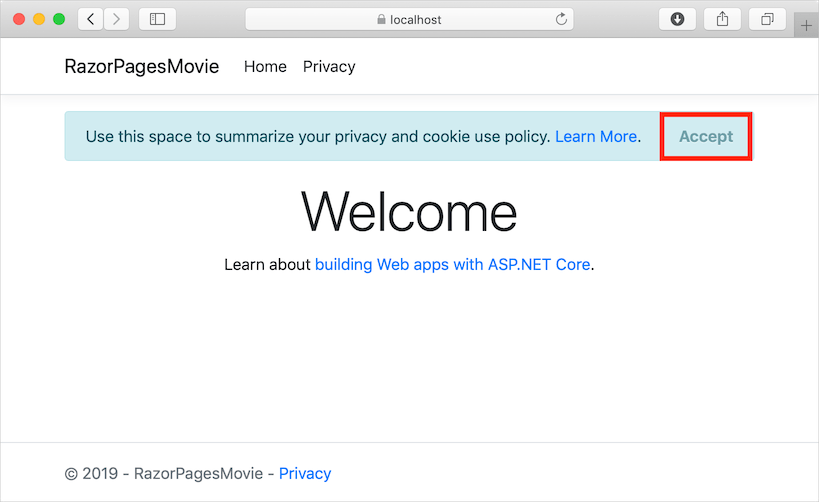 localhost
RazorPagesMovie Home Privacy
Use this space to summarize your privacy and cookie use policy. Learn More. Accept
Welcome
Learn about building Web apps with ASP.NET Core.
© 2019 - RazorPagesMovie - Privacy